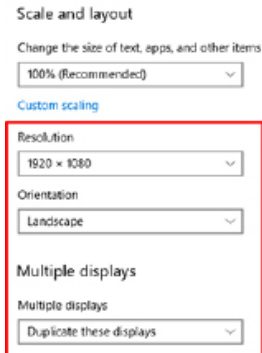 Scale and layout
Change the size of text, apps, and other items
100% (Recommended)
Custom scaling
Resolution
1920 × 1080
Orientation
Landscape
Multiple displays
Multiple displays
Duplicate these displays